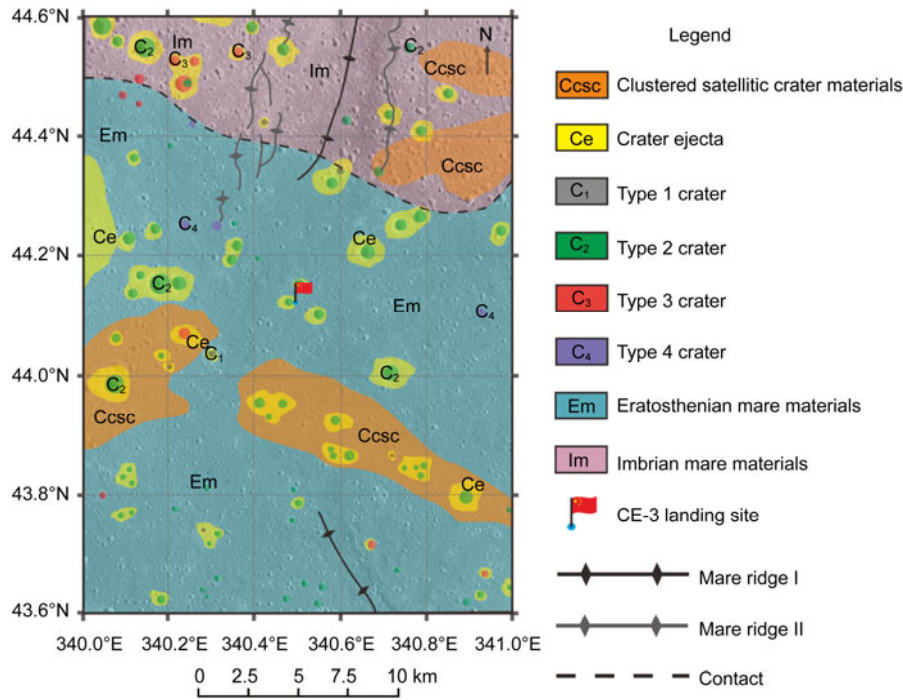 44.6°N
44.4°N
44.2°N
44.0°N
43.8°N
43.6°N
340.0°E
340.2°E
340.4°E
340.6°E
340.8°E
341.0°E
0 2.5 5 7.5 10 km
N
C₂
Im
C₃
C₃
Im
C₂
Ccsc
Em
Ccsc
C₄
Ce
Ce
C₂
Em
C₄
Ce
C₁
C₂
C₂
Ccsc
Ccsc
Em
Ce
Legend
Ccsc Clustered satellitic crater materials
Ce Crater ejecta
C₁ Type 1 crater
C₂ Type 2 crater
C₃ Type 3 crater
C₄ Type 4 crater
Em Eratosthenian mare materials
Im Imbrian mare materials
CE-3 landing site
Mare ridge I
Mare ridge II
Contact